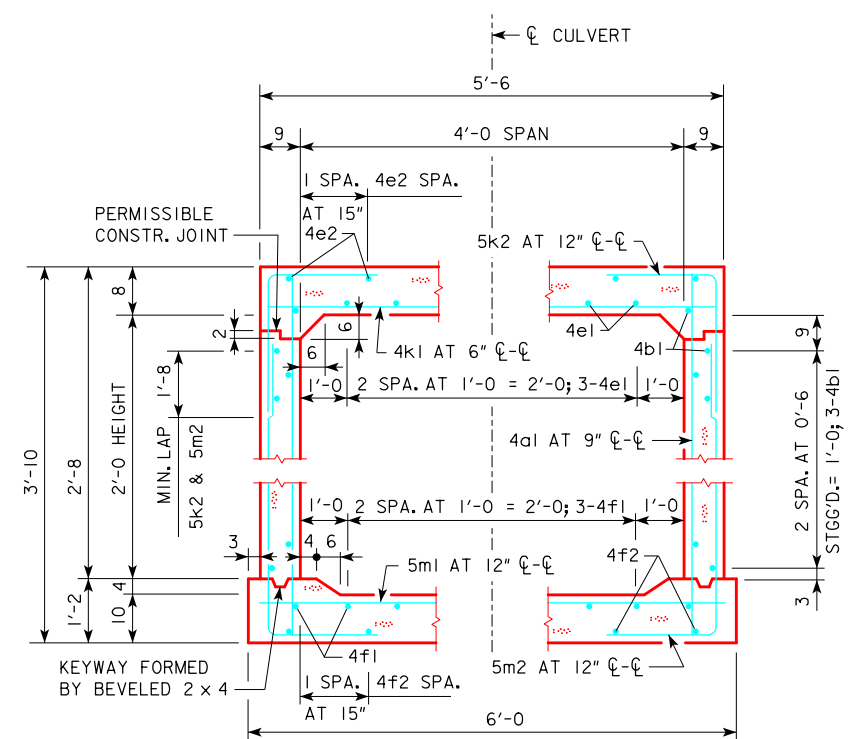 ℄ CULVERT
5'-6
9
4'-0 SPAN
9
1 SPA. 4e2 SPA.
AT 15"
PERMISSIBLE
CONSTR. JOINT
4e2
5k2 AT 12" ℄-℄
8
2
6
6
4k1 AT 6" ℄-℄
4e1
4b1
9
1'-8
MIN. LAP
5k2 & 5m2
1'-0
2 SPA. AT 1'-0 = 2'-0; 3-4e1
1'-0
3'-10
2'-8
2'-0 HEIGHT
4a1 AT 9" ℄-℄
2 SPA. AT 0'-6
STGG'D.= 1'-0; 3-4b1
1'-0
2 SPA. AT 1'-0 = 2'-0; 3-4f1
1'-0
3
4
6
5m1 AT 12" ℄-℄
4f2
1'-2
4
10
3
KEYWAY FORMED
BY BEVELED 2 x 4
4f1
5m2 AT 12" ℄-℄
1 SPA. 4f2 SPA.
AT 15"
6'-0